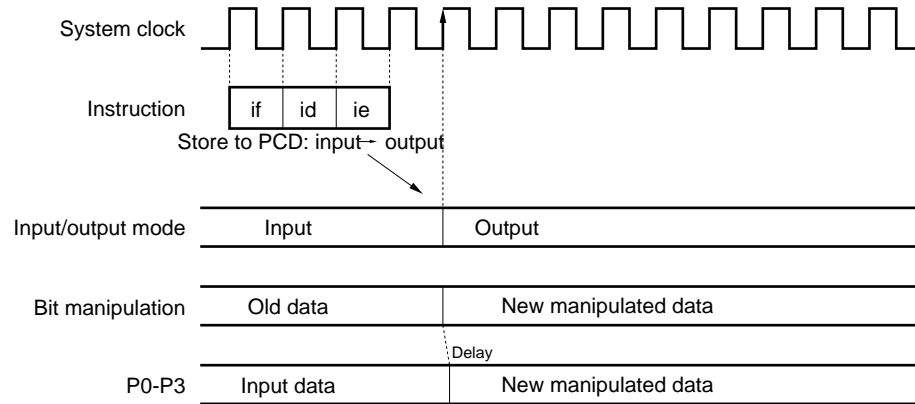 System clock
Instruction if id ie
Store to PCD: input → output
Input/output mode Input Output
Bit manipulation Old data New manipulated data
Delay
P0-P3 Input data New manipulated data